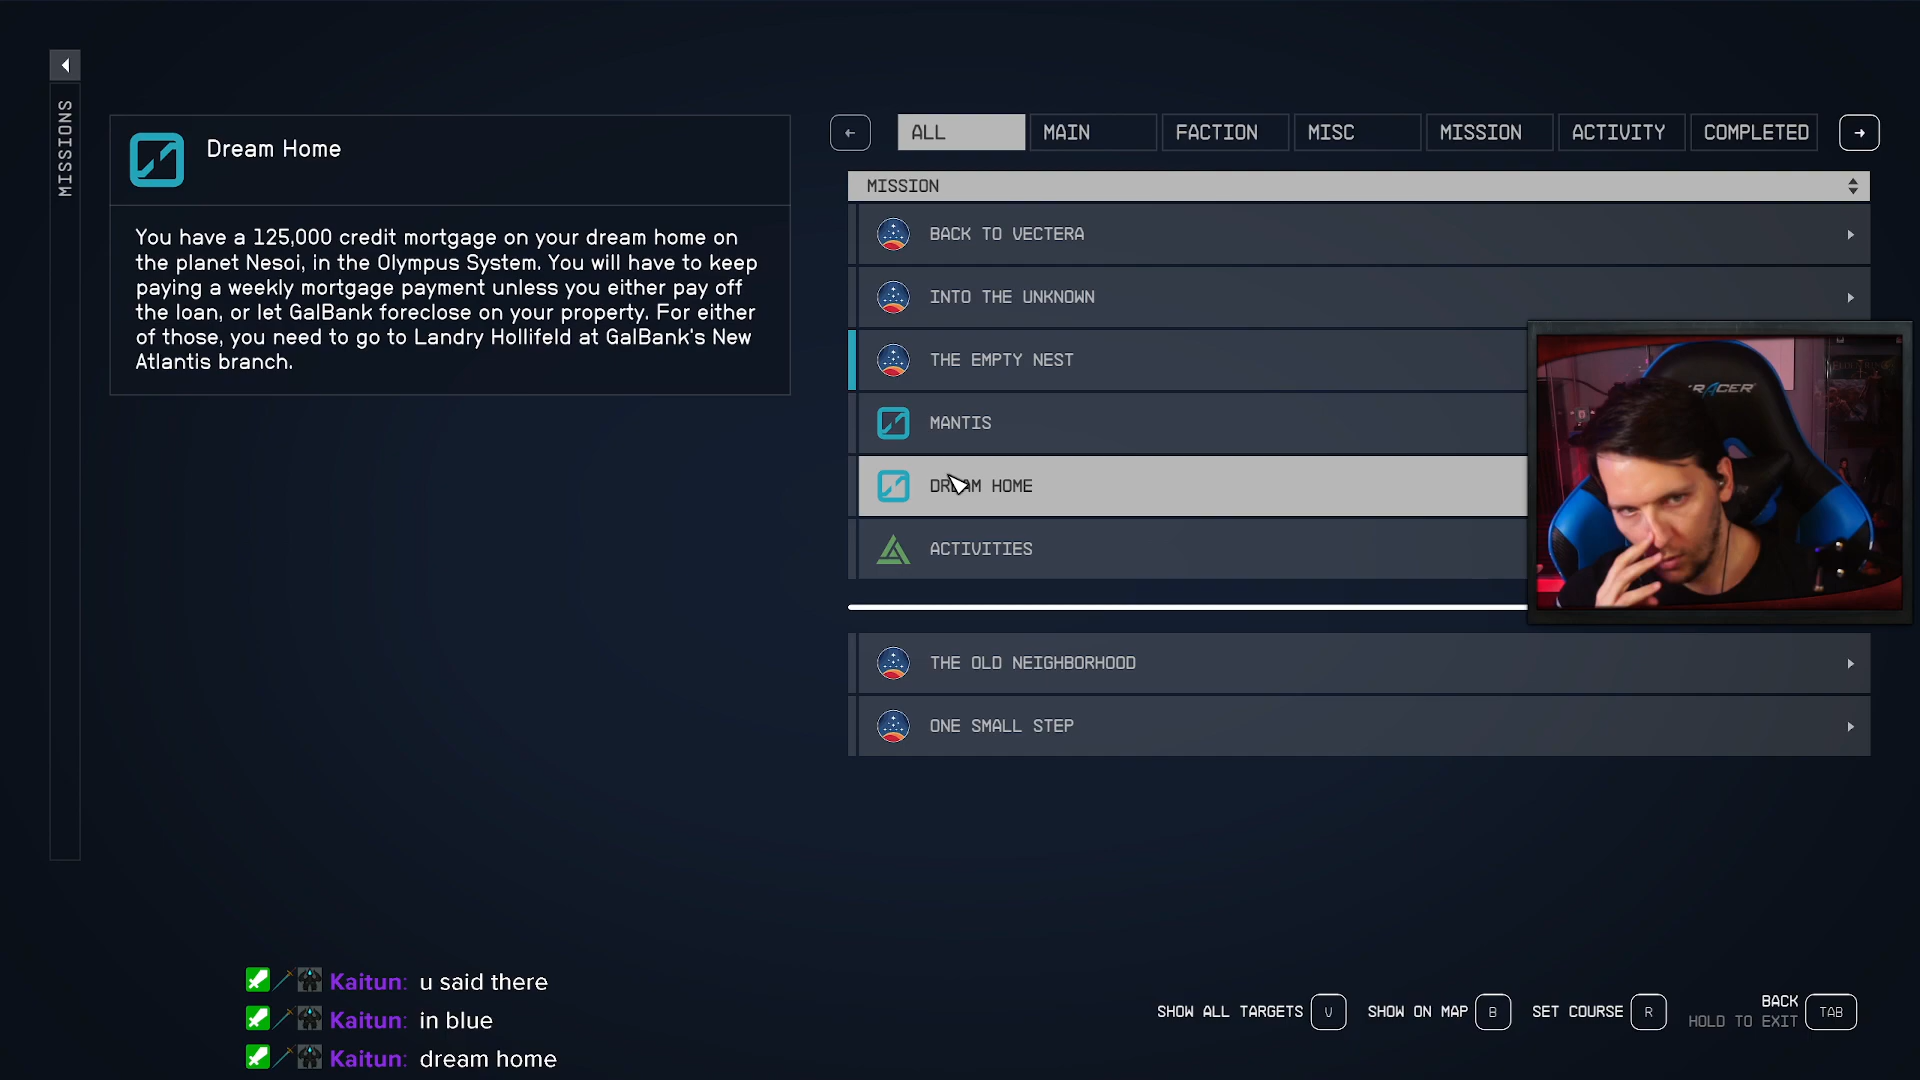 MISSIONS
Dream Home
You have a 125,000 credit mortgage on your dream home on
the planet Nesoi, in the Olympus System. You will have to keep
paying a weekly mortgage payment unless you either pay off
the loan, or let GalBank foreclose on your property. For either
of those, you need to go to Landry Hollifeld at GalBank's New
Atlantis branch.
ALL MAIN FACTION MISC MISSION ACTIVITY COMPLETED
MISSION
BACK TO VECTERA
INTO THE UNKNOWN
THE EMPTY NEST
MANTIS
DREAM HOME
ACTIVITIES
THE OLD NEIGHBORHOOD
ONE SMALL STEP
Kaitun: u said there
Kaitun: in blue
Kaitun: dream home
SHOW ALL TARGETS V SHOW ON MAP B SET COURSE R BACK
HOLD TO EXIT TAB